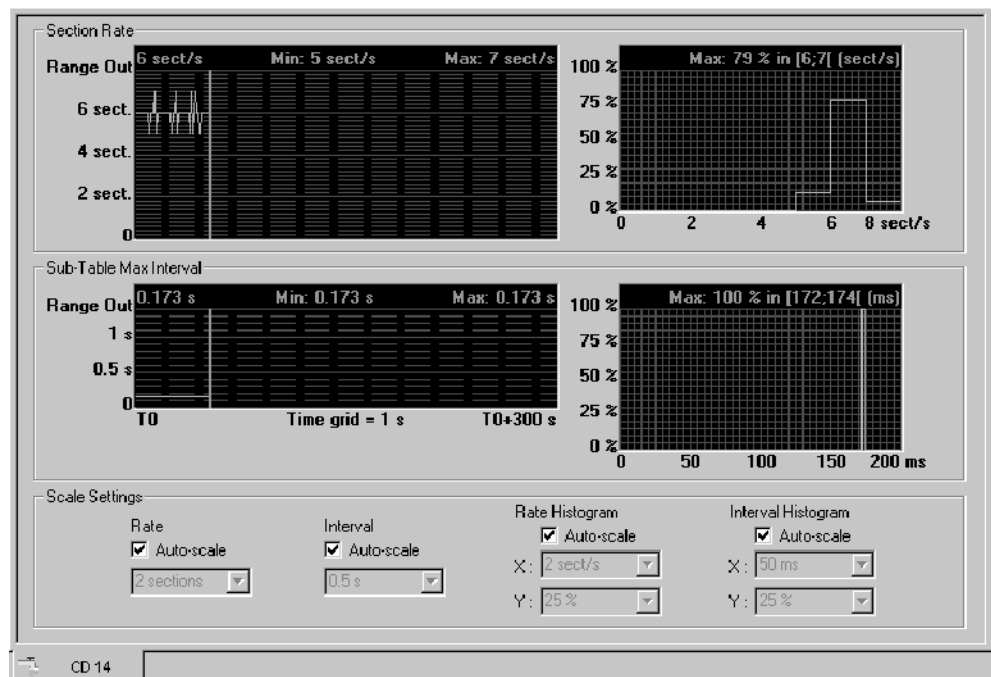 Section Rate
Range Out
6 sect/s Min: 5 sect/s Max: 7 sect/s
6 sect.
4 sect.
2 sect.
0
Max: 79 % in [6;7[ (sect/s)
100 %
75 %
50 %
25 %
0 %
0 2 4 6 8 sect/s
Sub-Table Max Interval
Range Out
0.173 s Min: 0.173 s Max: 0.173 s
1 s
0.5 s
0
T0 Time grid = 1 s T0+300 s
Max: 100 % in [172;174[ (ms)
100 %
75 %
50 %
25 %
0 %
0 50 100 150 200 ms
Scale Settings
Rate
Auto-scale
2 sections
Interval
Auto-scale
0.5 s
Rate Histogram
Auto-scale
X: 2 sect/s
Y: 25 %
Interval Histogram
Auto-scale
X: 50 ms
Y: 25 %
CD 14